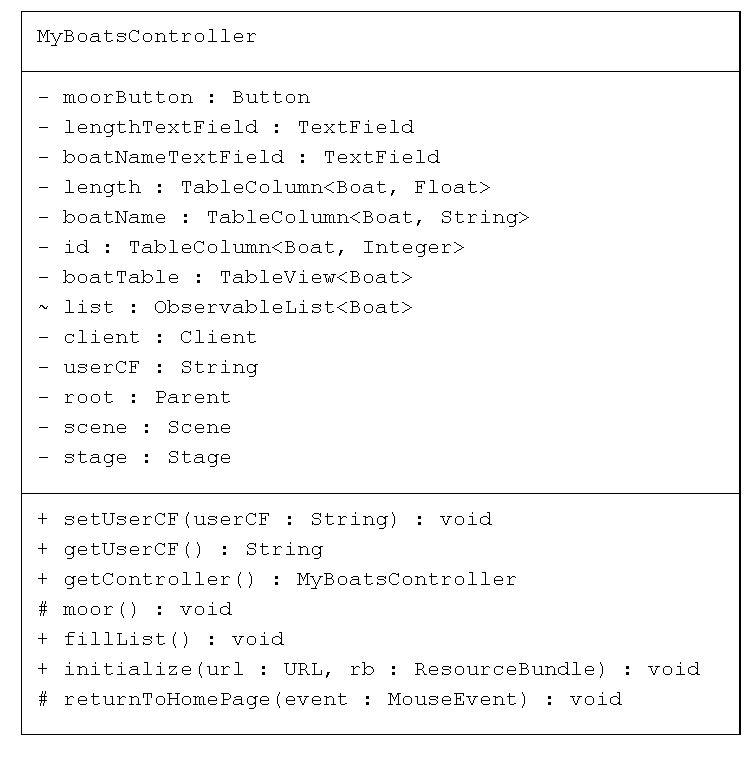 MyBoatsController
- moorButton : Button
- lengthTextField : TextField
- boatNameTextField : TextField
- length : TableColumn<Boat, Float>
- boatName : TableColumn<Boat, String>
- id : TableColumn<Boat, Integer>
- boatTable : TableView<Boat>
~ list : ObservableList<Boat>
- client : Client
- userCF : String
- root : Parent
- scene : Scene
- stage : Stage
+ setUserCF(userCF : String) : void
+ getUserCF() : String
+ getController() : MyBoatsController
# moor() : void
+ fillList() : void
+ initialize(url : URL, rb : ResourceBundle) : void
# returnToHomePage(event : MouseEvent) : void